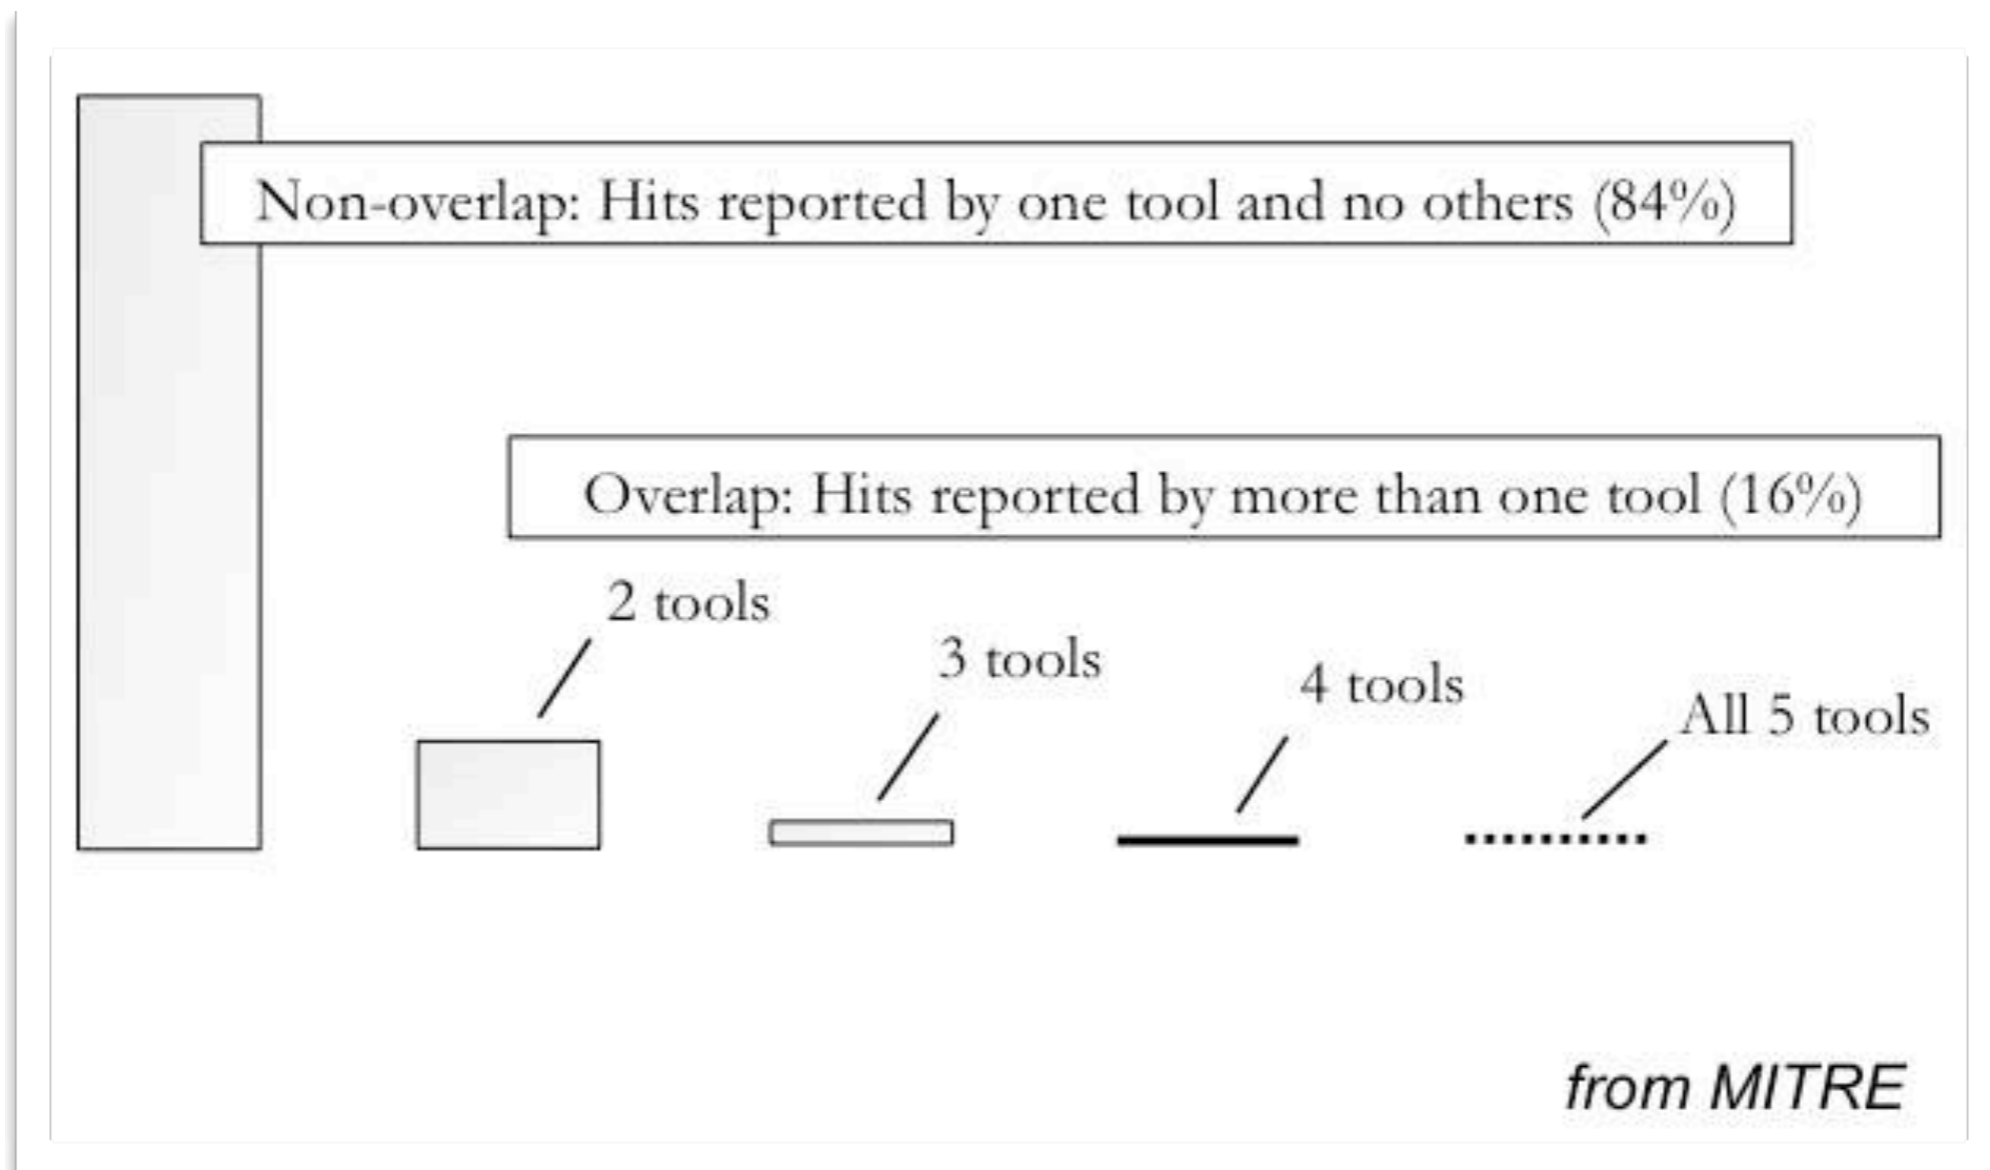 Non-overlap: Hits reported by one tool and no others (84%)
Overlap: Hits reported by more than one tool (16%)
2 tools
3 tools
4 tools
All 5 tools
from MITRE